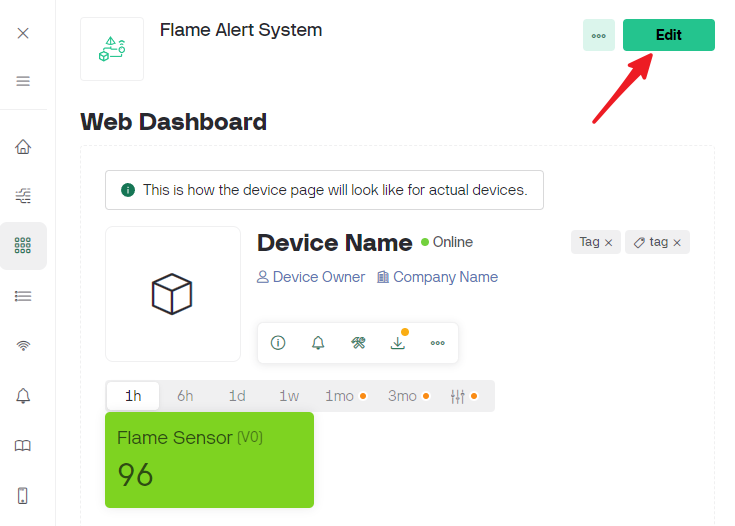 Flame Alert System
Edit
Web Dashboard
This is how the device page will look like for actual devices.
Device Name Online Tag × tag ×
Device Owner Company Name
1h 6h 1d 1w 1mo 3mo
Flame Sensor (V0)
96